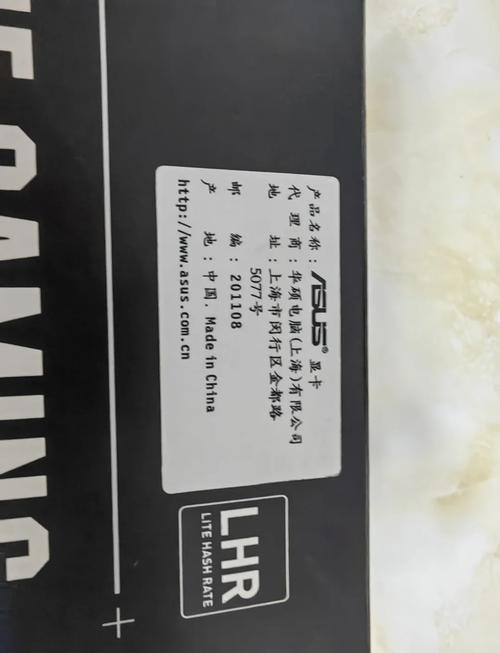 GAMING
产品名称：ASUS® 显卡
代理商：华硕电脑(上海)有限公司
地 址：上海市闵行区金都路
5077号
邮 编：201108
产 地：中国. Made in China
http://www.asus.com.cn
LHR
LITE HASH RATE